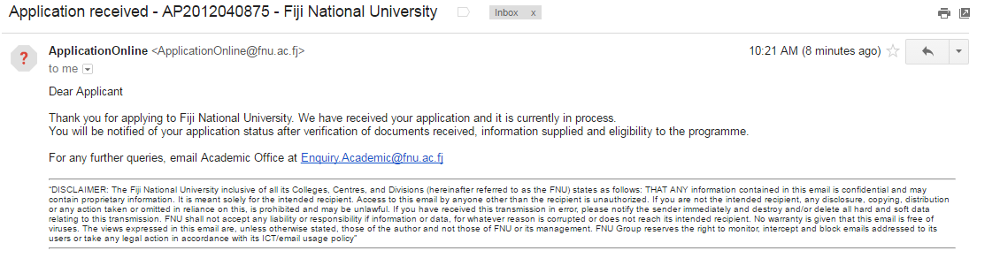 Application received - AP2012040875 - Fiji National University Inbox x
ApplicationOnline <ApplicationOnline@fnu.ac.fj> 10:21 AM (8 minutes ago)
to me
Dear Applicant
Thank you for applying to Fiji National University. We have received your application and it is currently in process.
You will be notified of your application status after verification of documents received, information supplied and eligibility to the programme.
For any further queries, email Academic Office at Enquiry.Academic@fnu.ac.fj
"DISCLAIMER: The Fiji National University inclusive of all its Colleges, Centres, and Divisions (hereinafter referred to as the FNU) states as follows: THAT ANY information contained in this email is confidential and may
contain proprietary information. It is meant solely for the intended recipient. Access to this email by anyone other than the recipient is unauthorized. If you are not the intended recipient, any disclosure, copying, distribution
or any action taken or omitted in reliance on this, is prohibited and may be unlawful. If you have received this transmission in error, please notify the sender immediately and destroy and/or delete all hard and soft data
relating to this transmission. FNU shall not accept any liability or responsibility if information or data, for whatever reason is corrupted or does not reach its intended recipient. No warranty is given that this email is free of
viruses. The views expressed in this email are, unless otherwise stated, those of the author and not those of FNU or its management. FNU Group reserves the right to monitor, intercept and block emails addressed to its
users or take any legal action in accordance with its ICT/email usage policy"